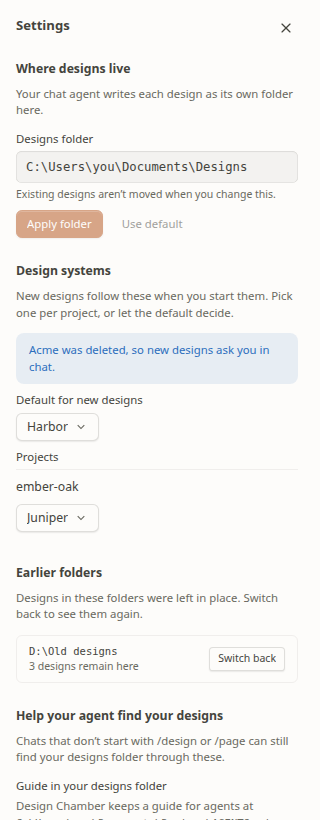 Settings
Where designs live
Your chat agent writes each design as its own folder
here.
Designs folder
C:\Users\you\Documents\Designs
Existing designs aren't moved when you change this.
Apply folder
Use default
Design systems
New designs follow these when you start them. Pick
one per project, or let the default decide.
Acme was deleted, so new designs ask you in
chat.
Default for new designs
Harbor
Projects
ember-oak
Juniper
Earlier folders
Designs in these folders were left in place. Switch
back to see them again.
D:\Old designs
3 designs remain here
Switch back
Help your agent find your designs
Chats that don't start with /design or /page can still
find your designs folder through these.
Guide in your designs folder
Design Chamber keeps a guide for agents at